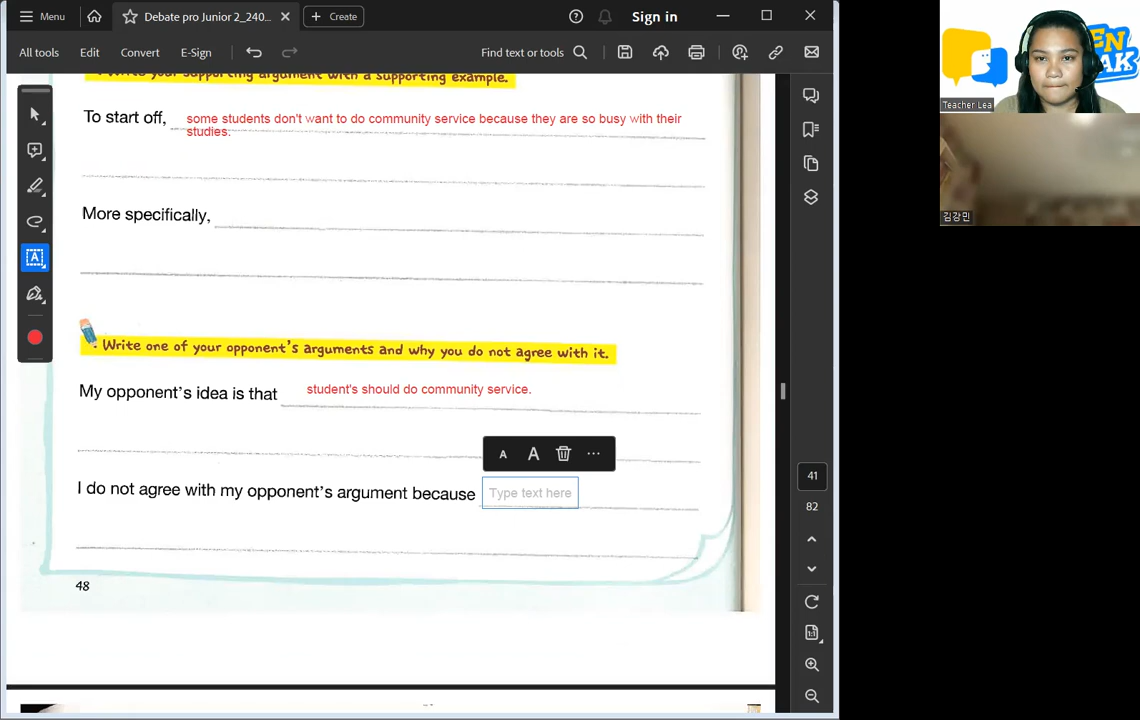 Menu
Debate pro Junior 2_240...
Create
Sign in
All tools
Edit
Convert
E-Sign
Find text or tools
Write your supporting argument with a supporting example.
To start off, some students don't want to do community service because they are so busy with their
studies.
More specifically,
Write one of your opponent's arguments and why you do not agree with it.
My opponent's idea is that student's should do community service.
A A ...
I do not agree with my opponent's argument because Type text here
48
41
82
1:1
EN
AK
Teacher Lea
김강민